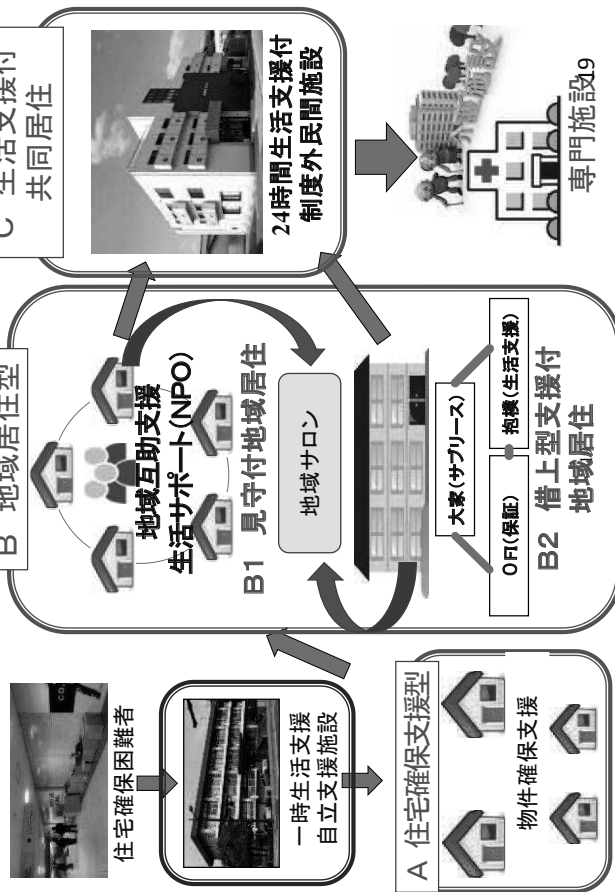 住宅確保困難者
一時生活支援
自立支援施設
A 住宅確保支援型
物件確保支援
B 地域居住型
地域互助支援
生活サポート(NPO)
B1 見守付地域居住
地域サロン
大家(サブリース)
OFI(保証)
抱樸(生活支援)
B2 借上型支援付
地域居住
C 生活支援付
共同居住
24時間生活支援付
制度外民間施設
専門施設
19